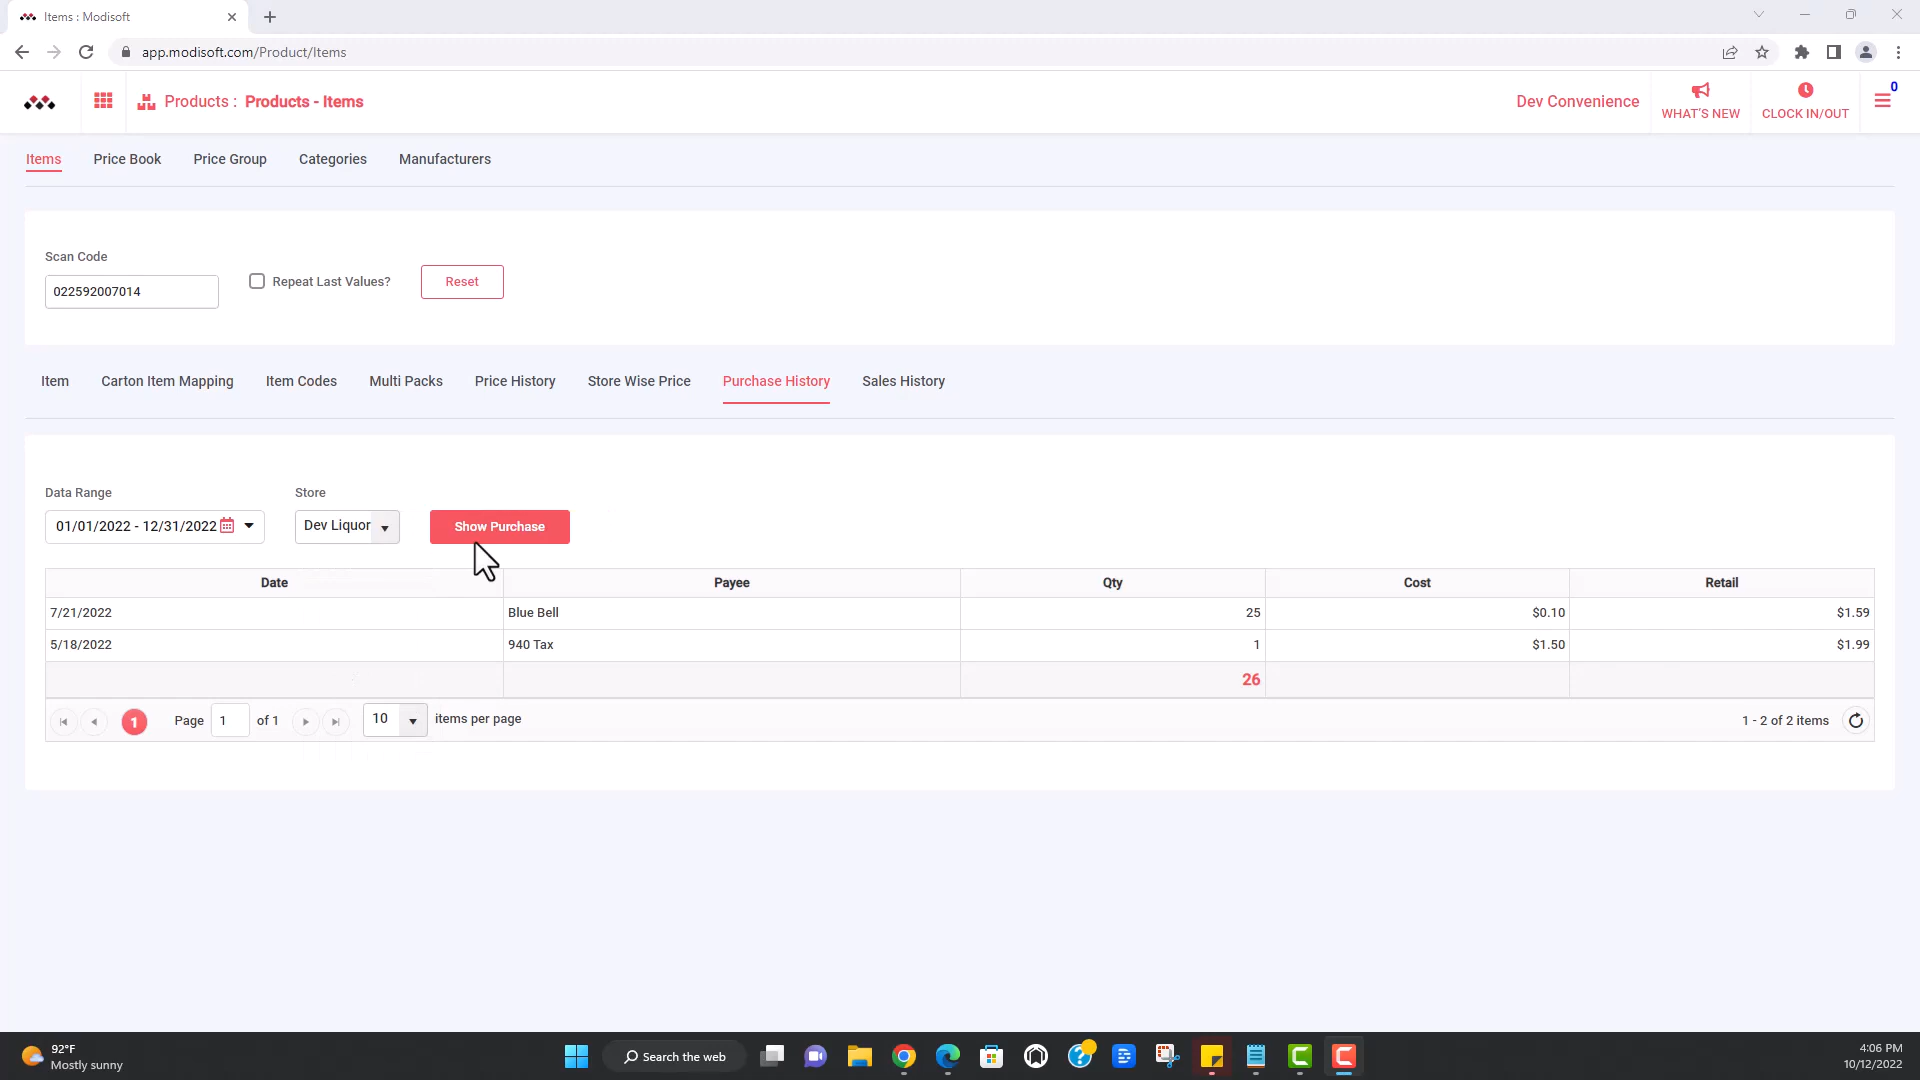 Items : Modisoft
app.modisoft.com/Product/Items
Products : Products - Items
Dev Convenience
WHAT'S NEW
CLOCK IN/OUT
0
Items Price Book Price Group Categories Manufacturers
Scan Code
022592007014
Repeat Last Values?
Reset
Item Carton Item Mapping Item Codes Multi Packs Price History Store Wise Price Purchase History Sales History
Data Range Store
01/01/2022 - 12/31/2022 Dev Liquor Show Purchase
Date Payee Qty Cost Retail
7/21/2022 Blue Bell 25 $0.10 $1.59
5/18/2022 940 Tax 1 $1.50 $1.99
26
1 Page 1 of 1 10 items per page 1 - 2 of 2 items
92°F
Mostly sunny
Search the web
4:06 PM
10/12/2022